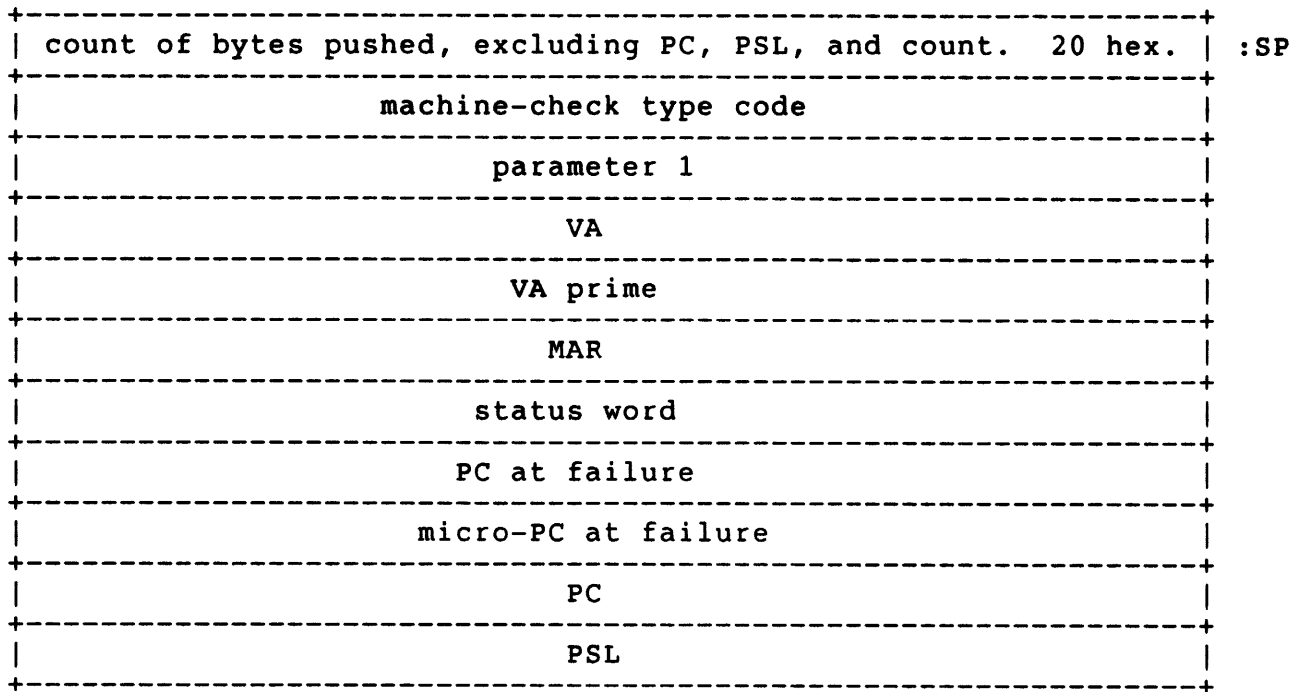 count of bytes pushed, excluding PC, PSL, and count. 20 hex. :SP
machine-check type code
parameter 1
VA
VA prime
MAR
status word
PC at failure
micro-PC at failure
PC
PSL